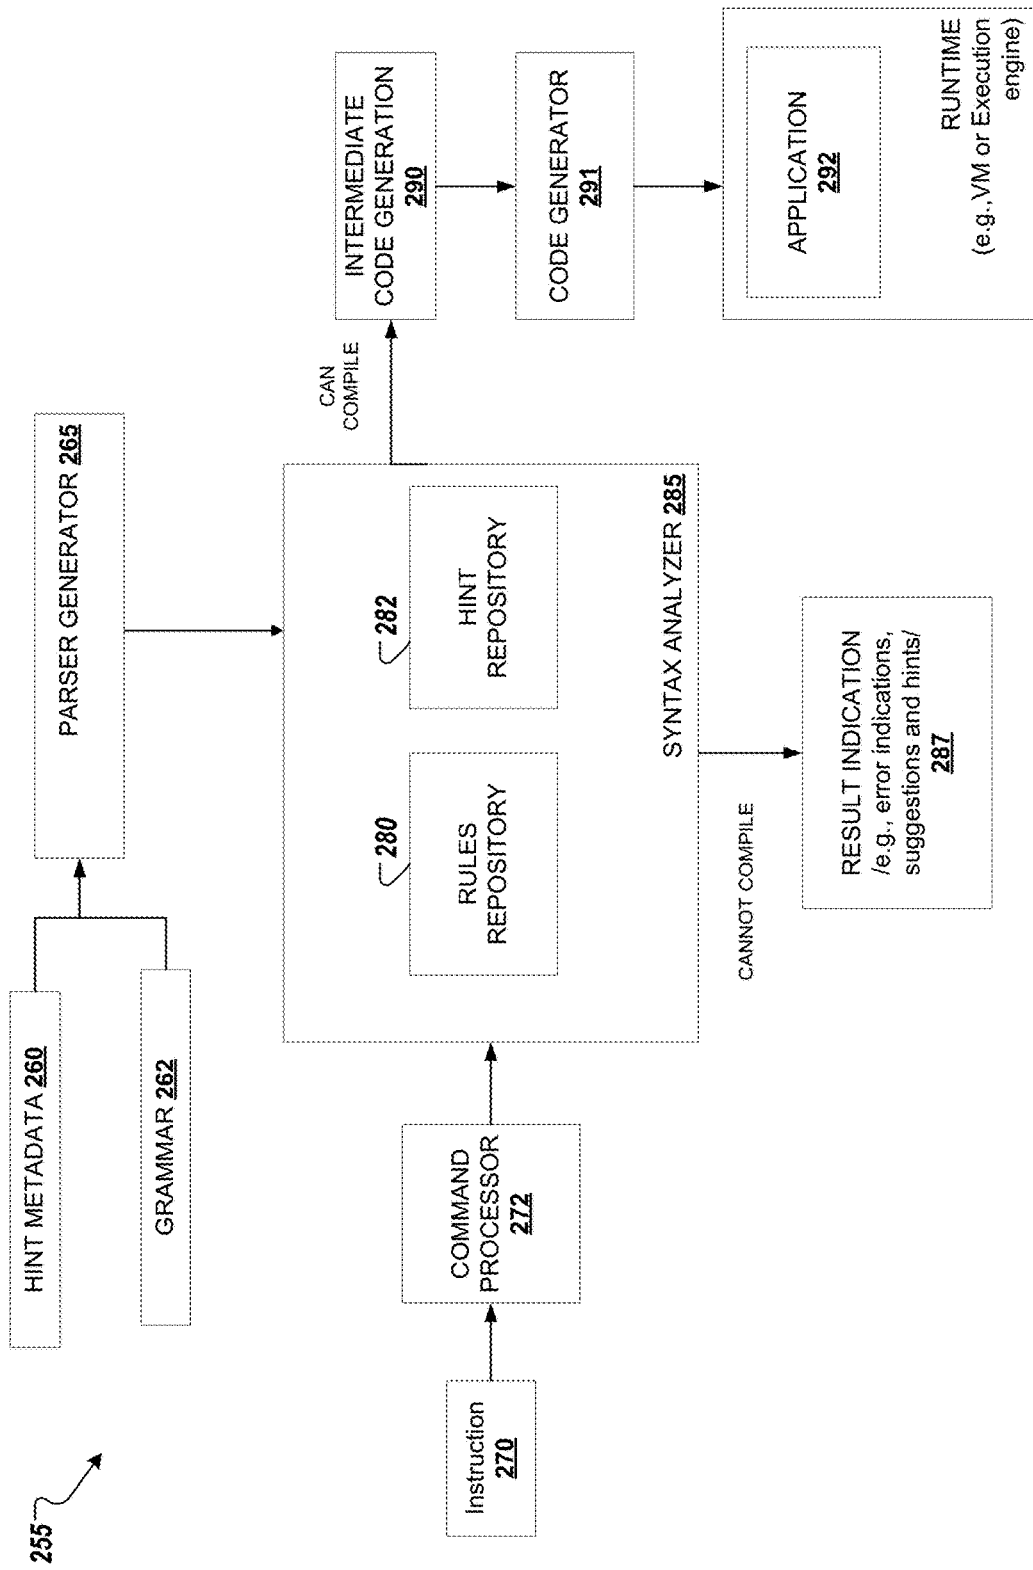 255
HINT METADATA 260
GRAMMAR 262
PARSER GENERATOR 265
Instruction
270
COMMAND
PROCESSOR
272
280
RULES
REPOSITORY
282
HINT
REPOSITORY
SYNTAX ANALYZER 285
CAN
COMPILE
INTERMEDIATE
CODE GENERATION
290
CODE GENERATOR
291
APPLICATION
292
RUNTIME
(e.g.,VM or Execution
engine)
CANNOT COMPILE
RESULT INDICATION
/e.g., error indications,
suggestions and hints/
287